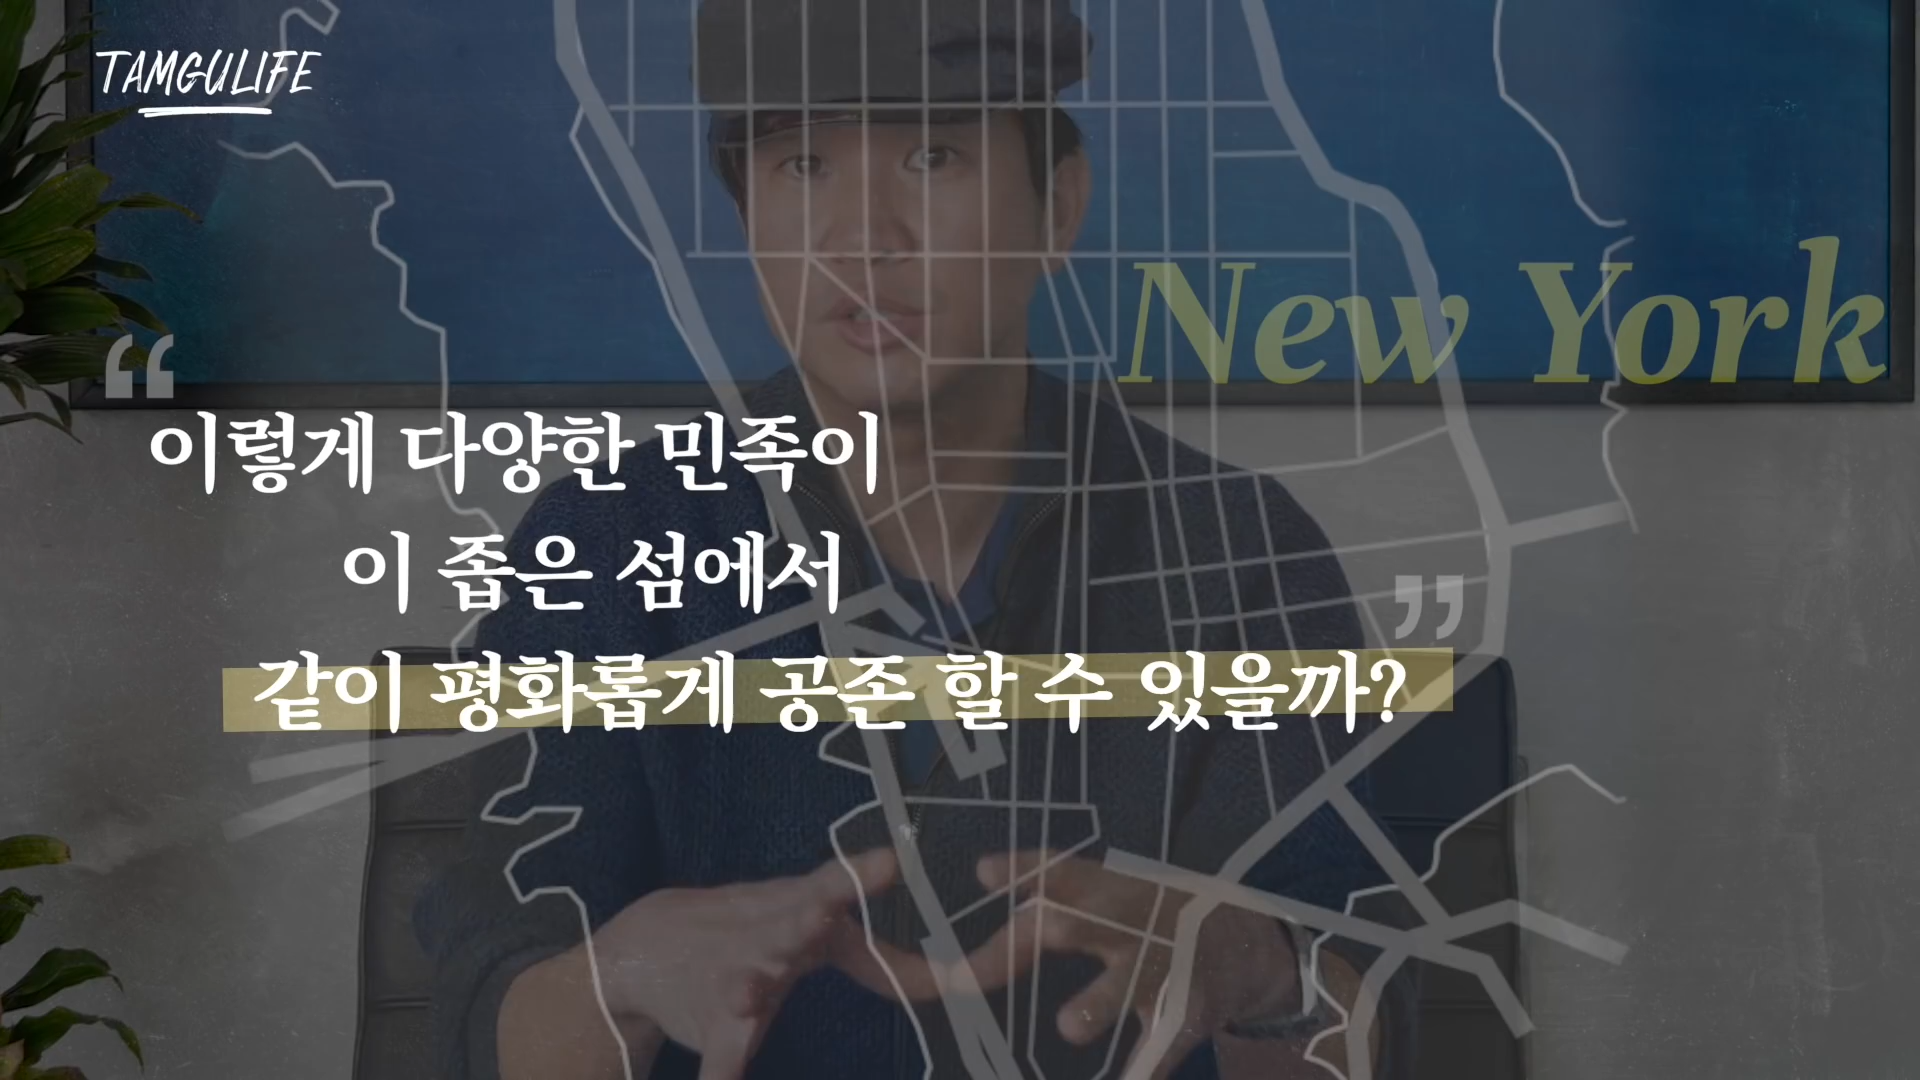 TAMGULIFE
New York
“
이렇게 다양한 민족이
이 좁은 섬에서
”
같이 평화롭게 공존 할 수 있을까?